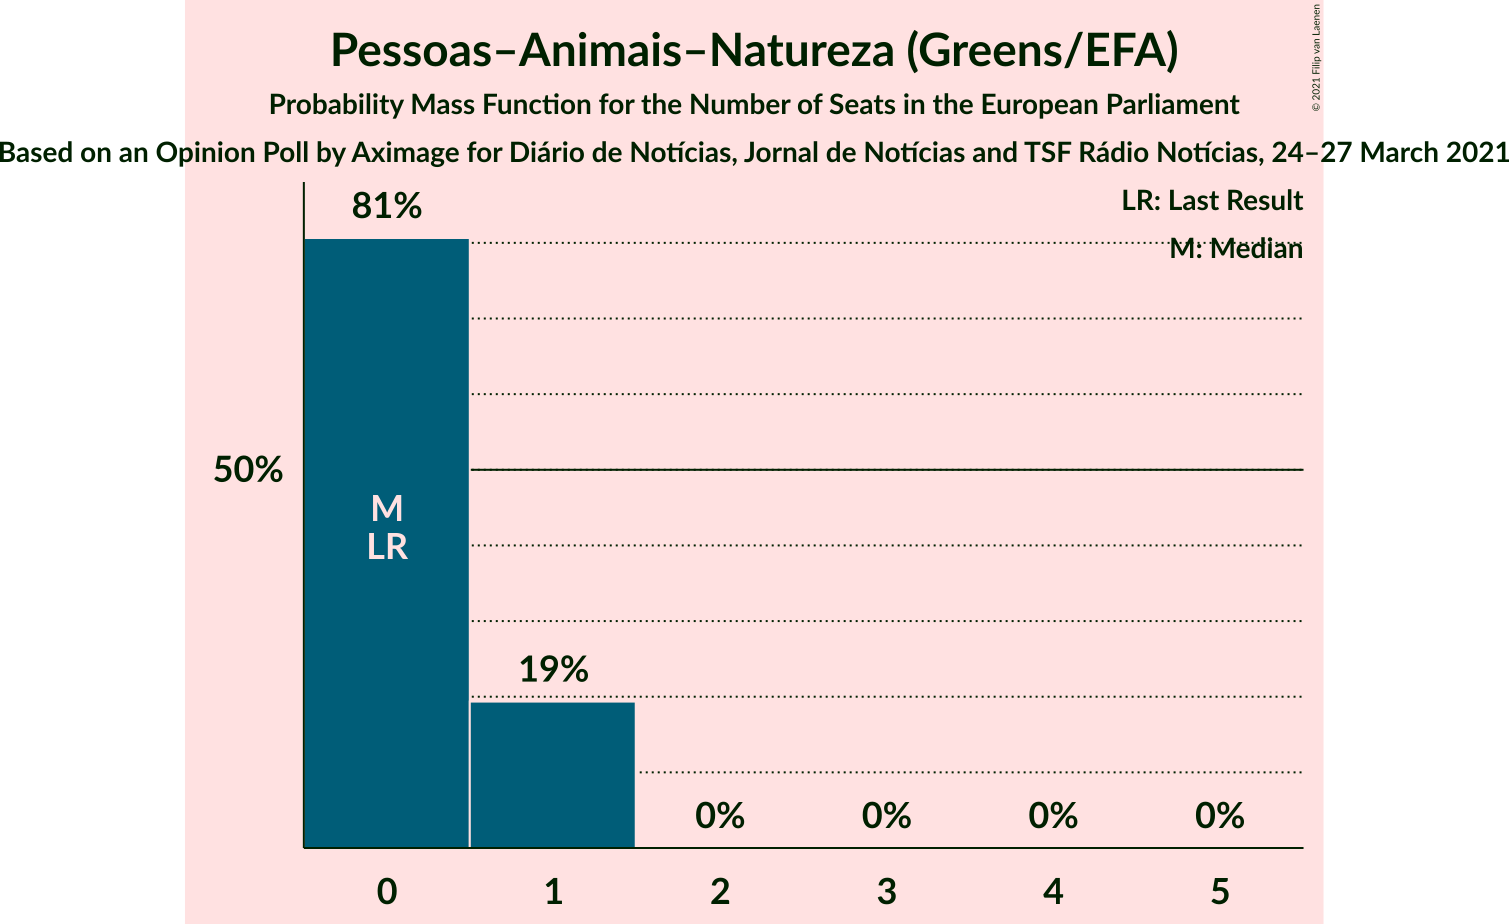 Pessoas–Animais–Natureza (Greens/EFA)
Probability Mass Function for the Number of Seats in the European Parliament
Based on an Opinion Poll by Aximage for Diário de Notícias, Jornal de Notícias and TSF Rádio Notícias, 24–27 March 2021
© 2021 Filip van Laenen
LR: Last Result
M: Median
81%
50%
M
LR
19%
0% 0% 0% 0%
0 1 2 3 4 5